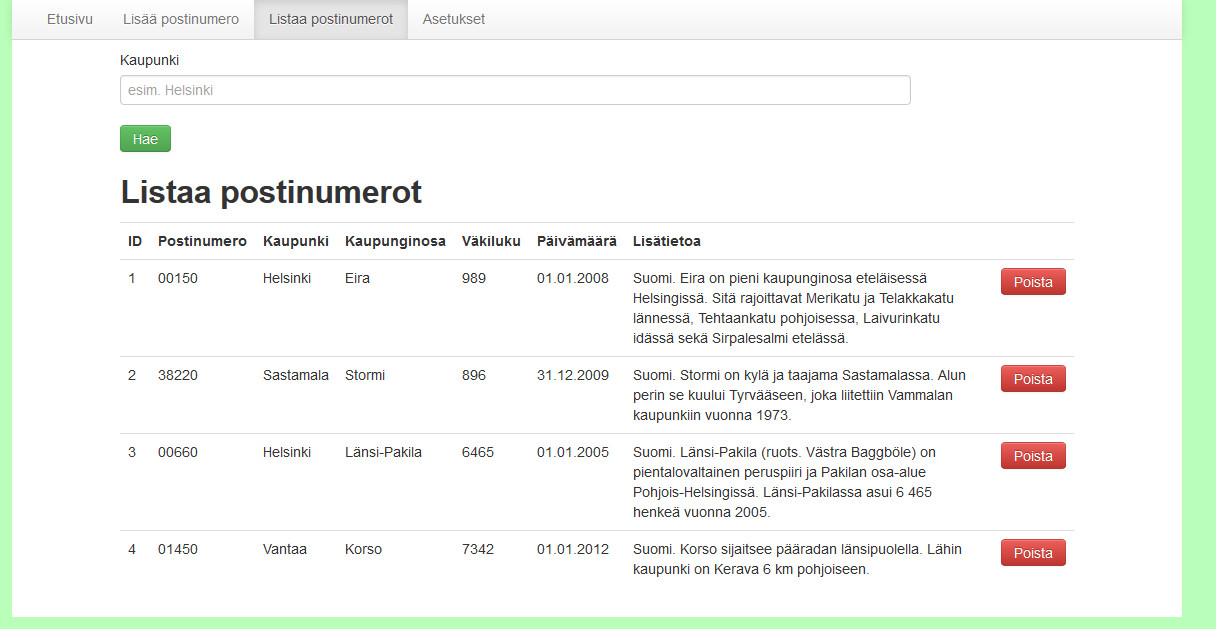 Etusivu Lisää postinumero Listaa postinumerot Asetukset
Kaupunki
esim. Helsinki
Hae
Listaa postinumerot
ID Postinumero Kaupunki Kaupunginosa Väkiluku Päivämäärä Lisätietoa
1 00150 Helsinki Eira 989 01.01.2008 Suomi. Eira on pieni kaupunginosa eteläisessä Poista
Helsingissä. Sitä rajoittavat Merikatu ja Telakkakatu
lännessä, Tehtaankatu pohjoisessa, Laivurinkatu
idässä sekä Sirpalesalmi etelässä.
2 38220 Sastamala Stormi 896 31.12.2009 Suomi. Stormi on kylä ja taajama Sastamalassa. Alun Poista
perin se kuului Tyrvääseen, joka liitettiin Vammalan
kaupunkiin vuonna 1973.
3 00660 Helsinki Länsi-Pakila 6465 01.01.2005 Suomi. Länsi-Pakila (ruots. Västra Baggböle) on Poista
pientalovaltainen peruspiiri ja Pakilan osa-alue
Pohjois-Helsingissä. Länsi-Pakilassa asui 6 465
henkeä vuonna 2005.
4 01450 Vantaa Korso 7342 01.01.2012 Suomi. Korso sijaitsee pääradan länsipuolella. Lähin Poista
kaupunki on Kerava 6 km pohjoiseen.